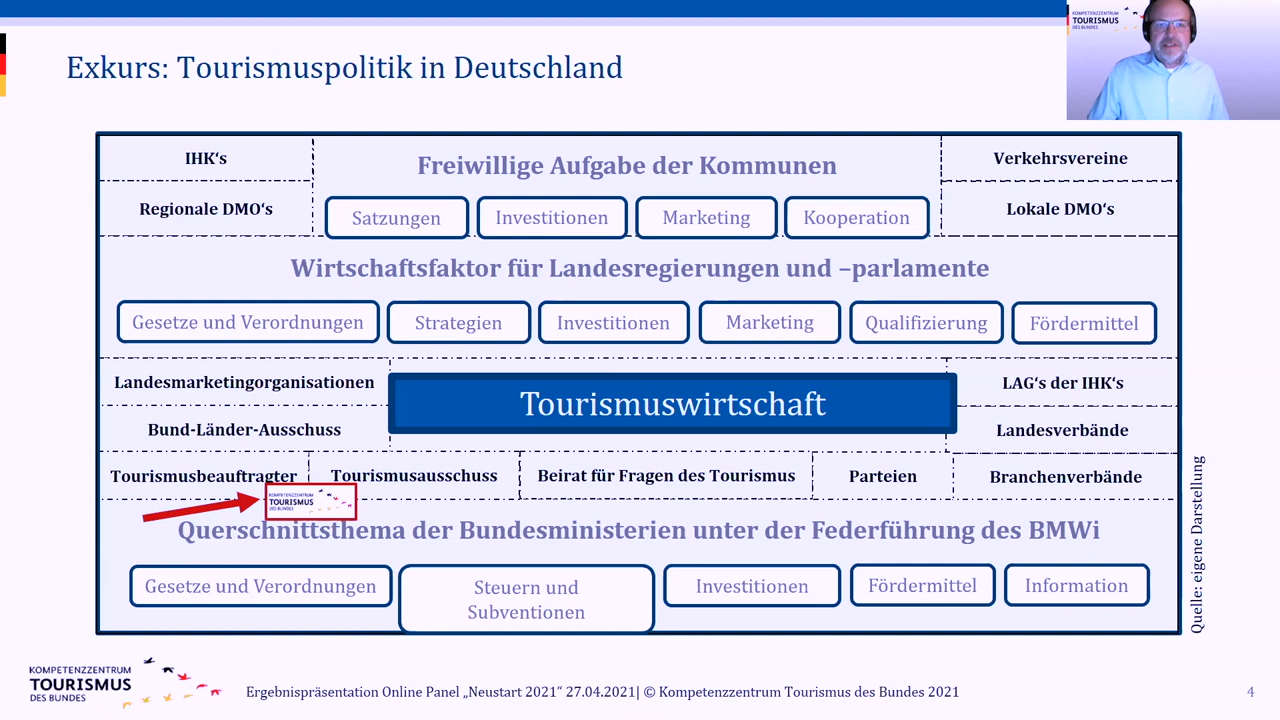 KOMPETENZZENTRUM
TOURISMUS
DES BUNDES
Exkurs: Tourismuspolitik in Deutschland
IHK‘s
Freiwillige Aufgabe der Kommunen
Verkehrsvereine
Regionale DMO‘s
Satzungen
Investitionen
Marketing
Kooperation
Lokale DMO‘s
Wirtschaftsfaktor für Landesregierungen und –parlamente
Gesetze und Verordnungen
Strategien
Investitionen
Marketing
Qualifizierung
Fördermittel
Landesmarketingorganisationen
Tourismuswirtschaft
LAG‘s der IHK‘s
Bund-Länder-Ausschuss
Landesverbände
Tourismusbeauftragter
Tourismusausschuss
Beirat für Fragen des Tourismus
Parteien
Branchenverbände
KOMPETENZZENTRUM
TOURISMUS
DES BUNDES
Querschnittsthema der Bundesministerien unter der Federführung des BMWi
Gesetze und Verordnungen
Steuern und
Subventionen
Investitionen
Fördermittel
Information
Quelle: eigene Darstellung
KOMPETENZZENTRUM
TOURISMUS
DES BUNDES
Ergebnispräsentation Online Panel „Neustart 2021“ 27.04.2021| © Kompetenzzentrum Tourismus des Bundes 2021
4